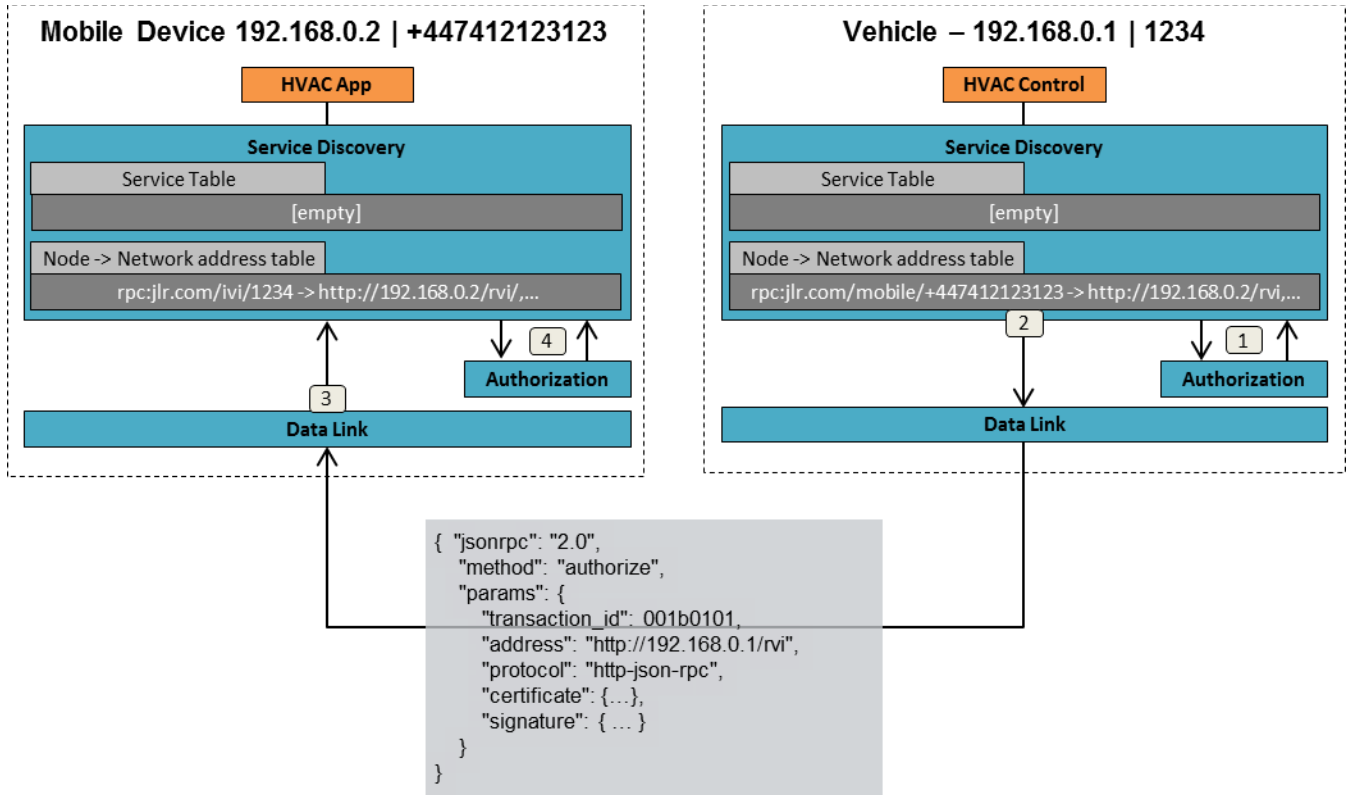 Mobile Device 192.168.0.2 | +447412123123
HVAC App
Service Discovery
Service Table
[empty]
Node -> Network address table
rpc:jlr.com/ivi/1234 -> http://192.168.0.2/rvi/,...
4
Authorization
3
Data Link
Vehicle – 192.168.0.1 | 1234
HVAC Control
Service Discovery
Service Table
[empty]
Node -> Network address table
rpc:jlr.com/mobile/+447412123123 -> http://192.168.0.2/rvi,...
2
1
Authorization
Data Link
{ "jsonrpc": "2.0",
"method": "authorize",
"params": {
"transaction_id": 001b0101,
"address": "http://192.168.0.1/rvi",
"protocol": "http-json-rpc",
"certificate": {…},
"signature": { … }
}
}